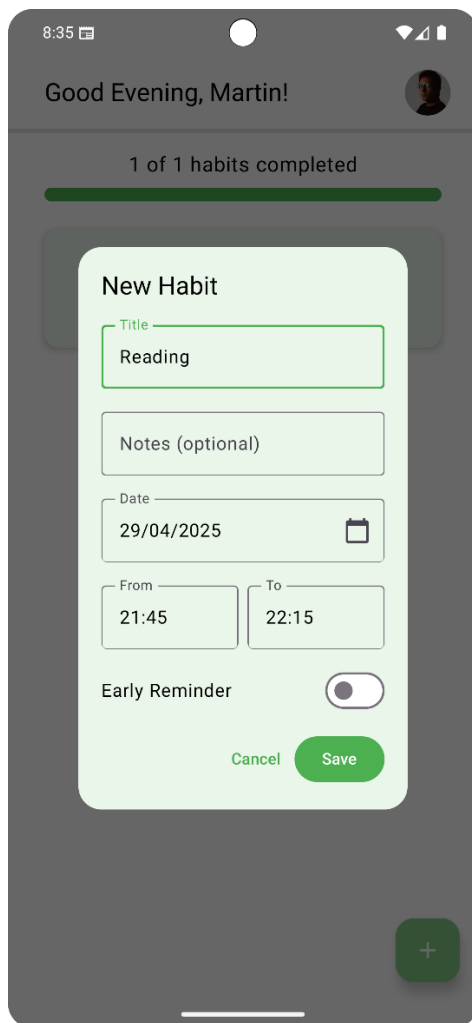 8:35
Good Evening, Martin!
1 of 1 habits completed
New Habit
Title
Reading
Notes (optional)
Date
29/04/2025
From
To
21:45
22:15
Early Reminder
Cancel
Save
+